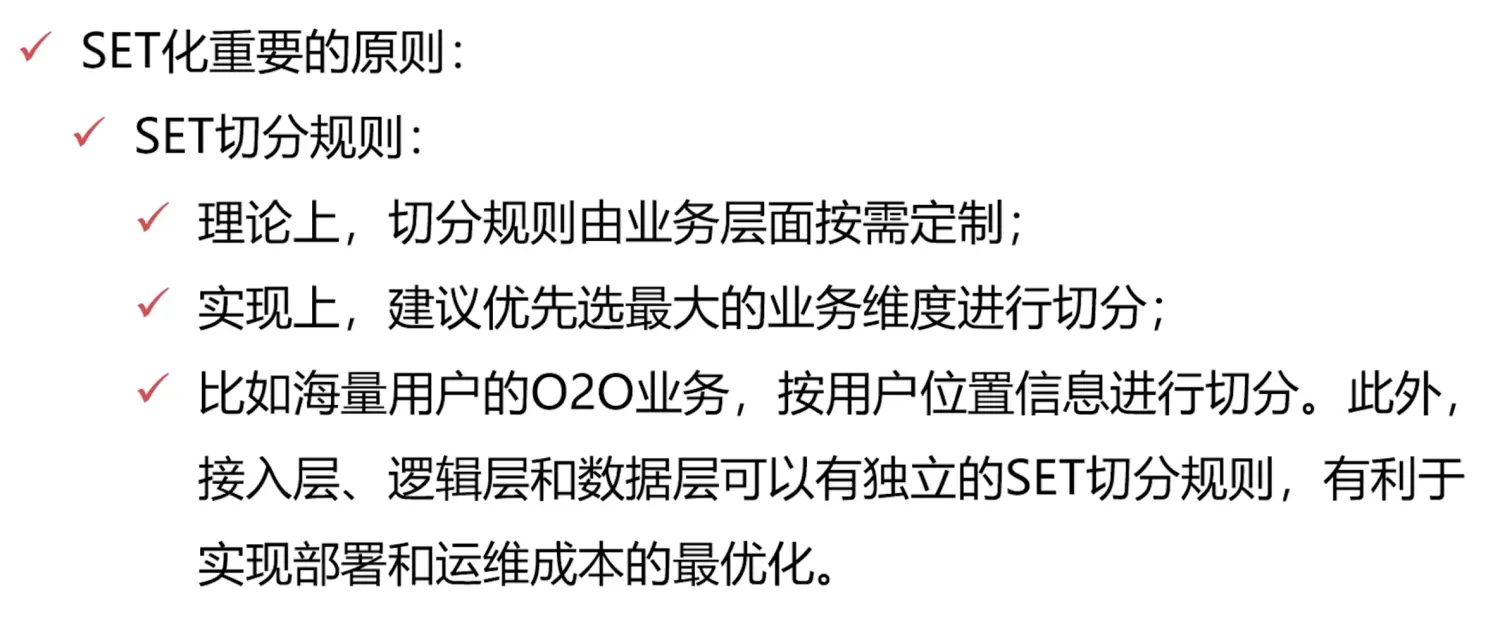 ✓ SET化重要的原则：
✓ SET切分规则：
✓ 理论上，切分规则由业务层面按需定制；
✓ 实现上，建议优先选最大的业务维度进行切分；
✓ 比如海量用户的O2O业务，按用户位置信息进行切分。此外，
接入层、逻辑层和数据层可以有独立的SET切分规则，有利于
实现部署和运维成本的最优化。